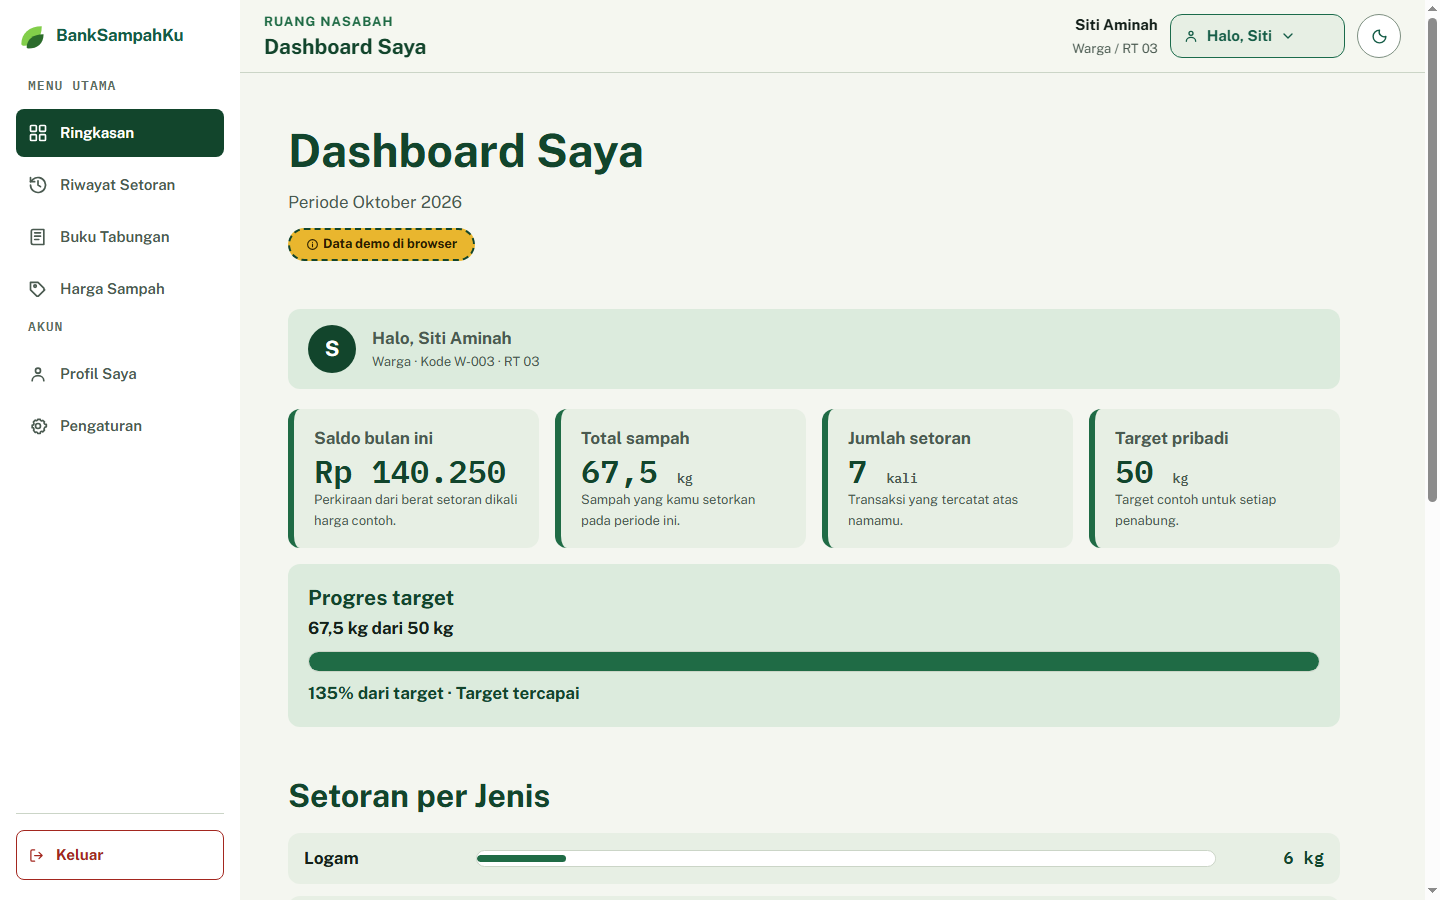 BankSampahKu
MENU UTAMA
Ringkasan
Riwayat Setoran
Buku Tabungan
Harga Sampah
AKUN
Profil Saya
Pengaturan
Keluar
RUANG NASABAH
Dashboard Saya
Siti Aminah
Warga / RT 03
Halo, Siti
Dashboard Saya
Periode Oktober 2026
Data demo di browser
S
Halo, Siti Aminah
Warga · Kode W-003 · RT 03
Saldo bulan ini
Rp 140.250
Perkiraan dari berat setoran dikali
harga contoh.
Total sampah
67,5 kg
Sampah yang kamu setorkan
pada periode ini.
Jumlah setoran
7 kali
Transaksi yang tercatat atas
namamu.
Target pribadi
50 kg
Target contoh untuk setiap
penabung.
Progres target
67,5 kg dari 50 kg
135% dari target · Target tercapai
Setoran per Jenis
Logam
6 kg